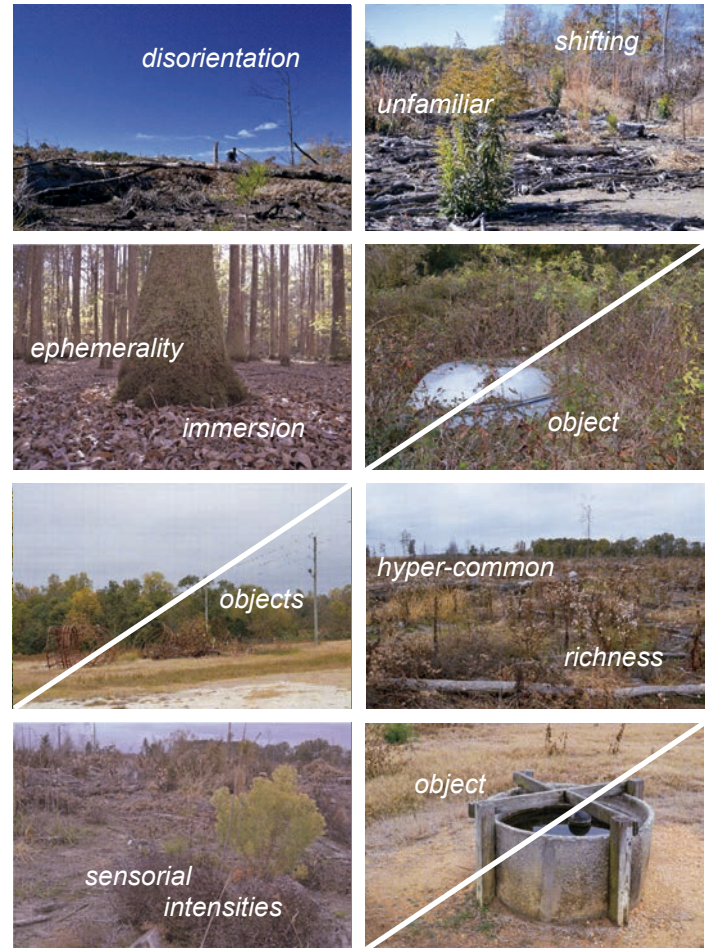 disorientation
shifting
unfamiliar
ephemerality
immersion
object
objects
hyper-common
richness
sensorial
intensities
object